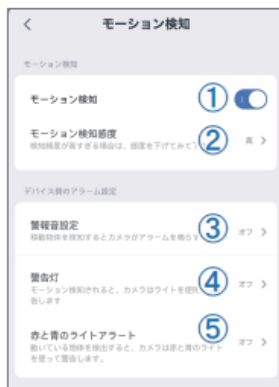 < モーション検知
モーション検知
モーション検知 ①
モーション検知感度 ② 高 >
検知精度が高すぎる場合は、感度を下げてみて
デバイス側のアラーム設定
警報音設定 ③ オフ >
移動物体を検知するとカメラがアラームを鳴らす
警告灯 ④ オフ >
モーション検知されると、カメラはライトを使
告します
赤と青のライトアラート ⑤ オフ >
動いている物体を検出すると、カメラは赤と青のライト
を使って警告します。